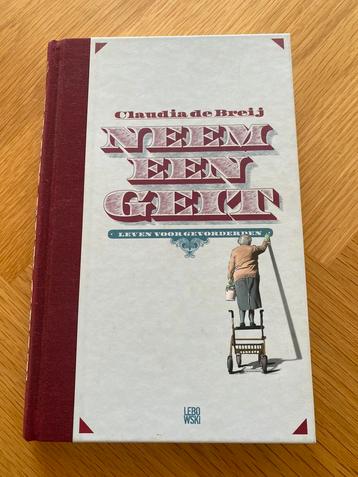 Claudia de Breij
NEEM
EEN
GEIT
LEVEN VOOR GEVORDERDEN
LEBO
WSKI